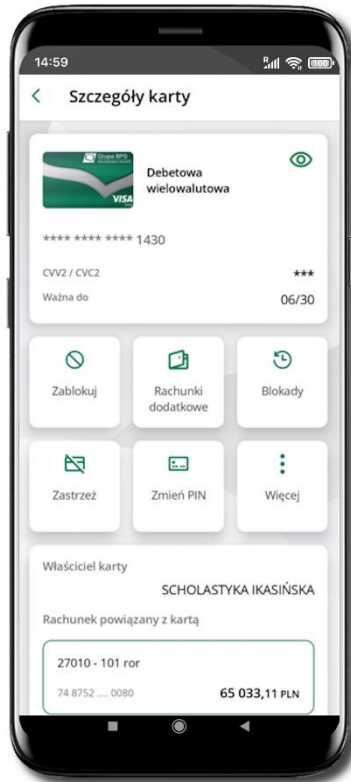 14:59
Szczegóły karty
Grupa BPS
VISA
Debetowa
wielowalutowa
**** **** **** 1430
CVV2 / CVC2 ***
Ważna do 06/30
Zablokuj
Rachunki
dodatkowe
Blokady
Zastrzeż
Zmień PIN
Więcej
Właściciel karty
SCHOLASTYKA IKASIŃSKA
Rachunek powiązany z kartą
27010 - 101 ror
74 8752 .... 0080 65 033,11 PLN